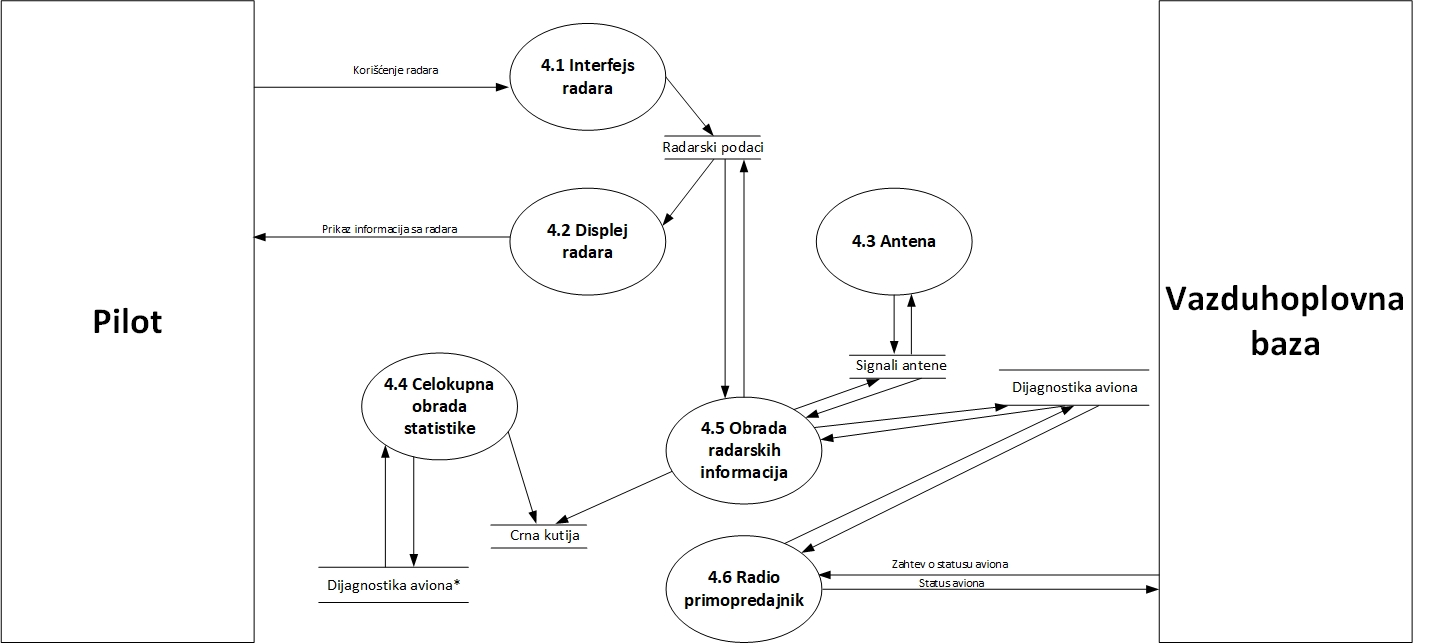 Korišćenje radara
4.1 Interfejs
radara
Radarski podaci
Prikaz informacija sa radara
4.2 Displej
radara
4.3 Antena
Pilot
Vazduhoplovna
baza
Signali antene
Dijagnostika aviona
4.4 Celokupna
obrada
statistike
4.5 Obrada
radarskih
informacija
Crna kutija
Dijagnostika aviona*
4.6 Radio
primopredajnik
Zahtev o statusu aviona
Status aviona